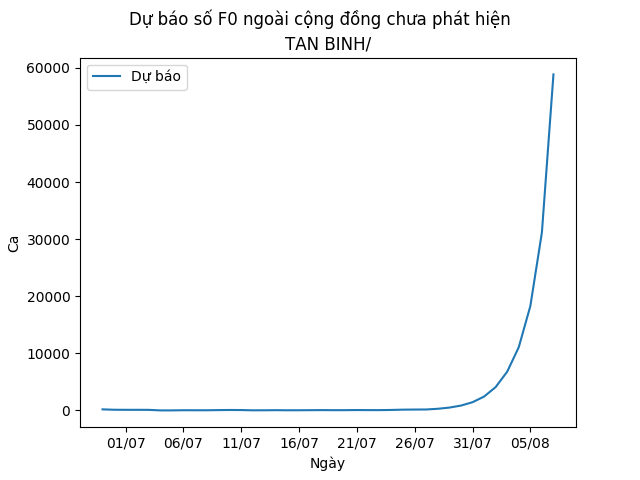 Dự báo số F0 ngoài cộng đồng chưa phát hiện
TAN BINH/
Dự báo
60000
50000
40000
30000
20000
10000
0
Ca
01/07 06/07 11/07 16/07 21/07 26/07 31/07 05/08
Ngày